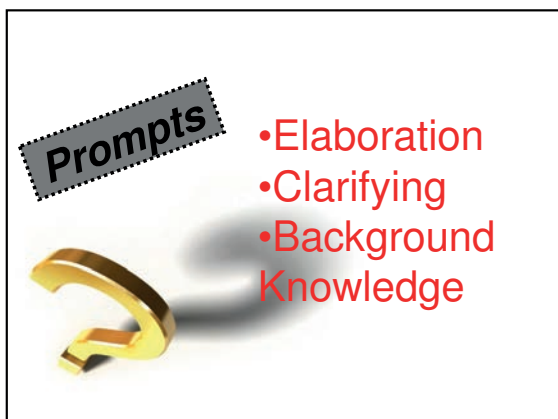 Prompts
•Elaboration
•Clarifying
•Background
Knowledge